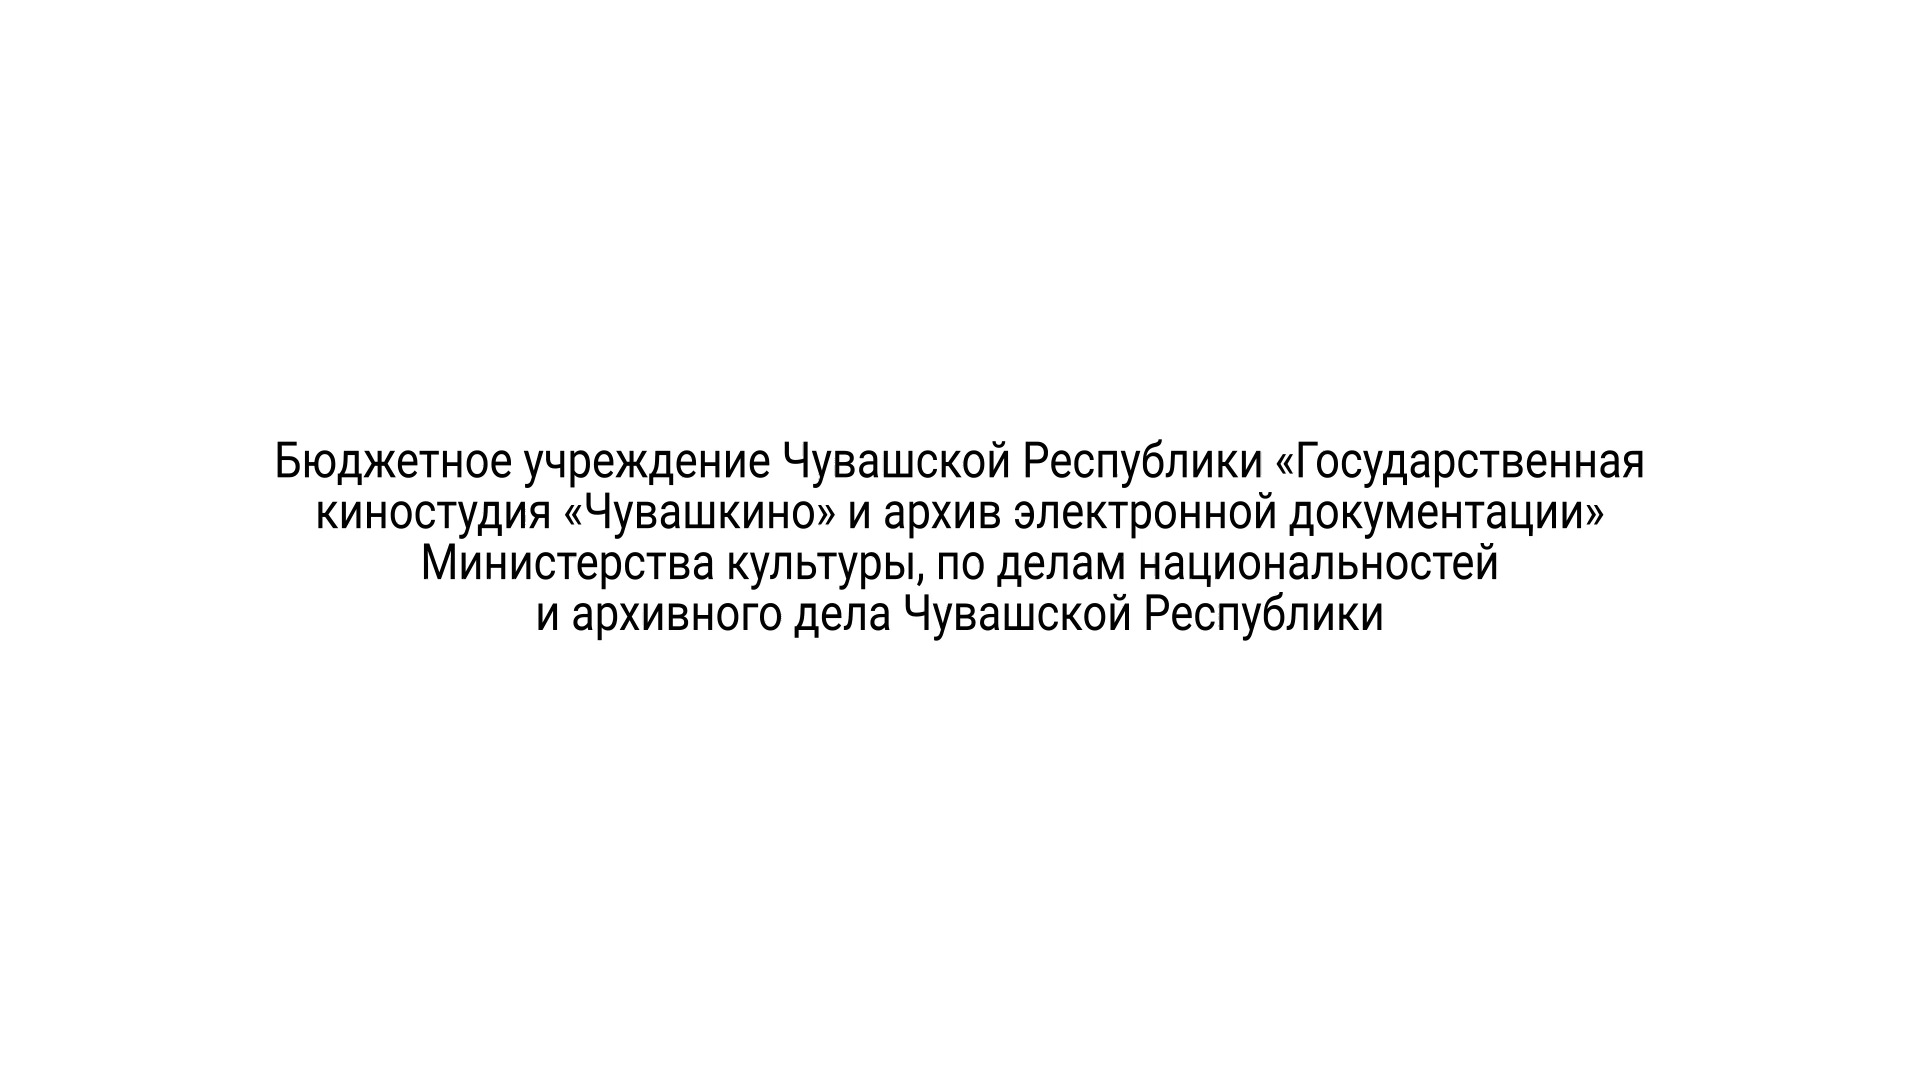 Бюджетное учреждение Чувашской Республики «Государственная
киностудия «Чувашкино» и архив электронной документации»
Министерства культуры, по делам национальностей
и архивного дела Чувашской Республики